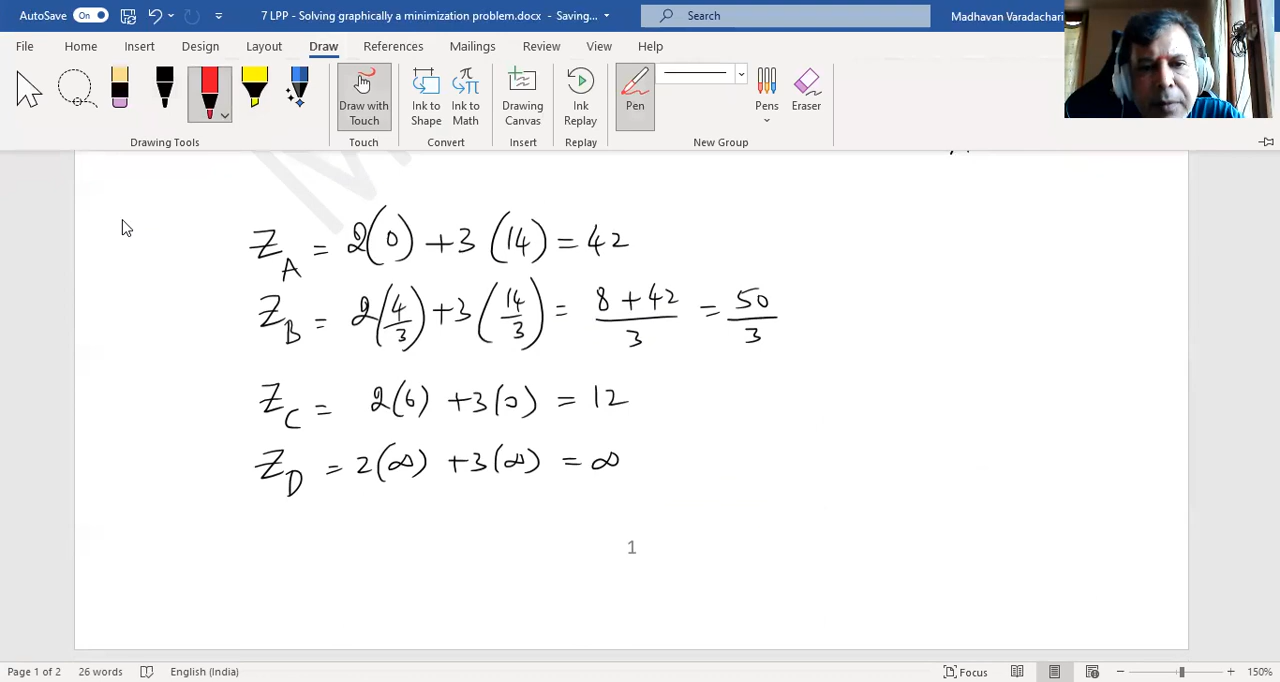 AutoSave On 7 LPP - Solving graphically a minimization problem.docx - Saving... Search Madhavan Varadachari
File Home Insert Design Layout Draw References Mailings Review View Help
Draw with Touch Ink to Shape Ink to Math Drawing Canvas Ink Replay Pen Pens Eraser
Drawing Tools Touch Convert Insert Replay New Group
M
Z_A = 2(0) + 3(14) = 42
Z_B = 2(4/3) + 3(14/3) = (8 + 42)/3 = 50/3
Z_C = 2(6) + 3(0) = 12
Z_D = 2(∞) + 3(∞) = ∞
1
Page 1 of 2 26 words English (India) Focus 150%